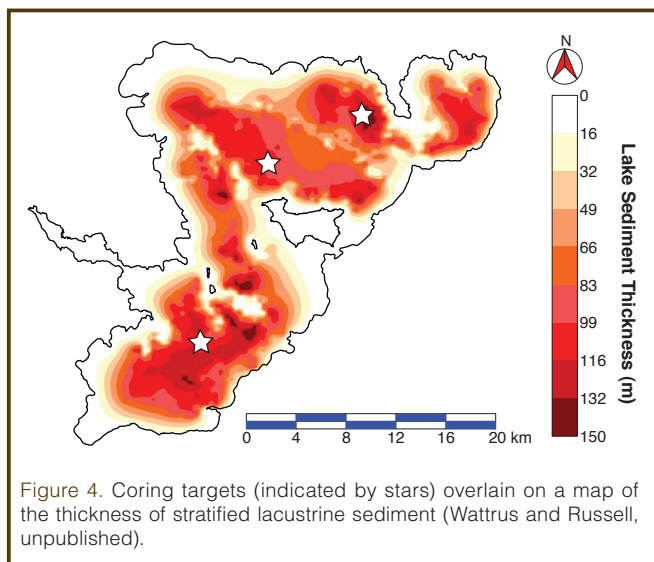 N
0
16
32
49
66
83
99
116
132
150
Lake Sediment Thickness (m)
0 4 8 12 16 20 km
Figure 4. Coring targets (indicated by stars) overlain on a map of
the thickness of stratified lacustrine sediment (Wattrus and Russell,
unpublished).